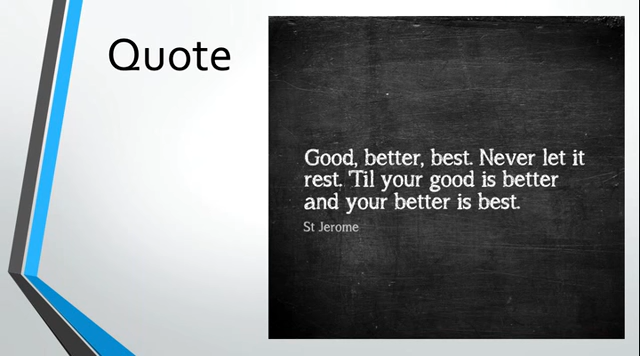 Quote
Good, better, best. Never let it
rest. 'Til your good is better
and your better is best.
St Jerome